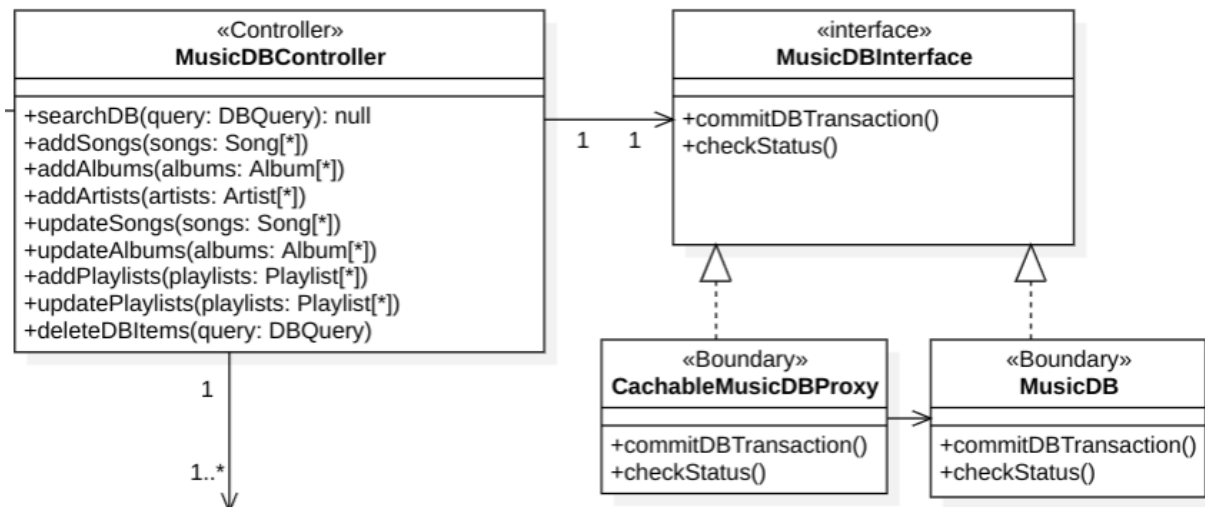 «Controller»
MusicDBController
+searchDB(query: DBQuery): null
+addSongs(songs: Song[*])
+addAlbums(albums: Album[*])
+addArtists(artists: Artist[*])
+updateSongs(songs: Song[*])
+updateAlbums(albums: Album[*])
+addPlaylists(playlists: Playlist[*])
+updatePlaylists(playlists: Playlist[*])
+deleteDBItems(query: DBQuery)
1
1..*
1 1
«interface»
MusicDBInterface
+commitDBTransaction()
+checkStatus()
«Boundary»
CachableMusicDBProxy
+commitDBTransaction()
+checkStatus()
«Boundary»
MusicDB
+commitDBTransaction()
+checkStatus()